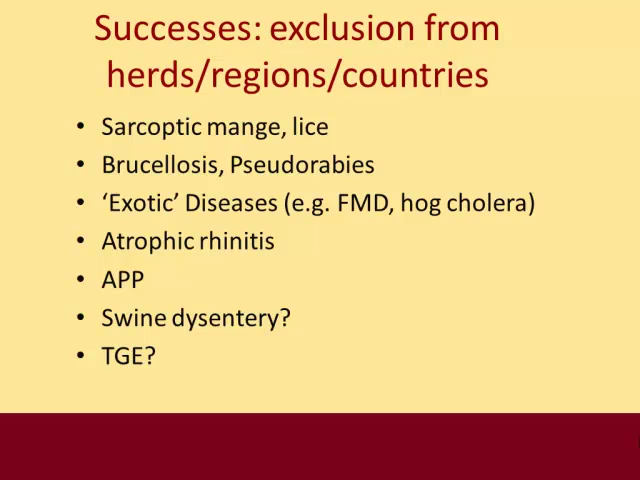 Successes: exclusion from
herds/regions/countries
• Sarcoptic mange, lice
• Brucellosis, Pseudorabies
• ‘Exotic’ Diseases (e.g. FMD, hog cholera)
• Atrophic rhinitis
• APP
• Swine dysentery?
• TGE?